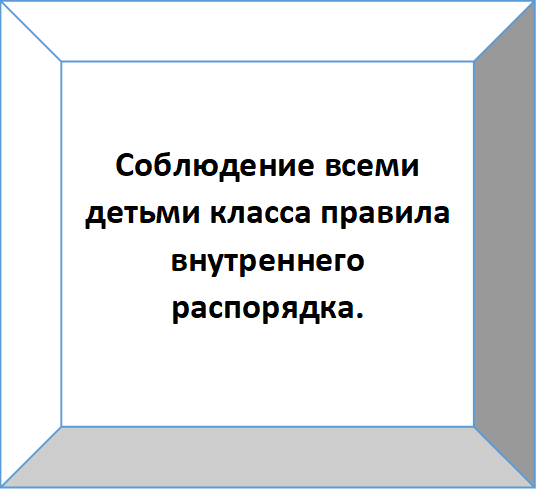 Соблюдение всеми
детьми класса правила
внутреннего
распорядка.